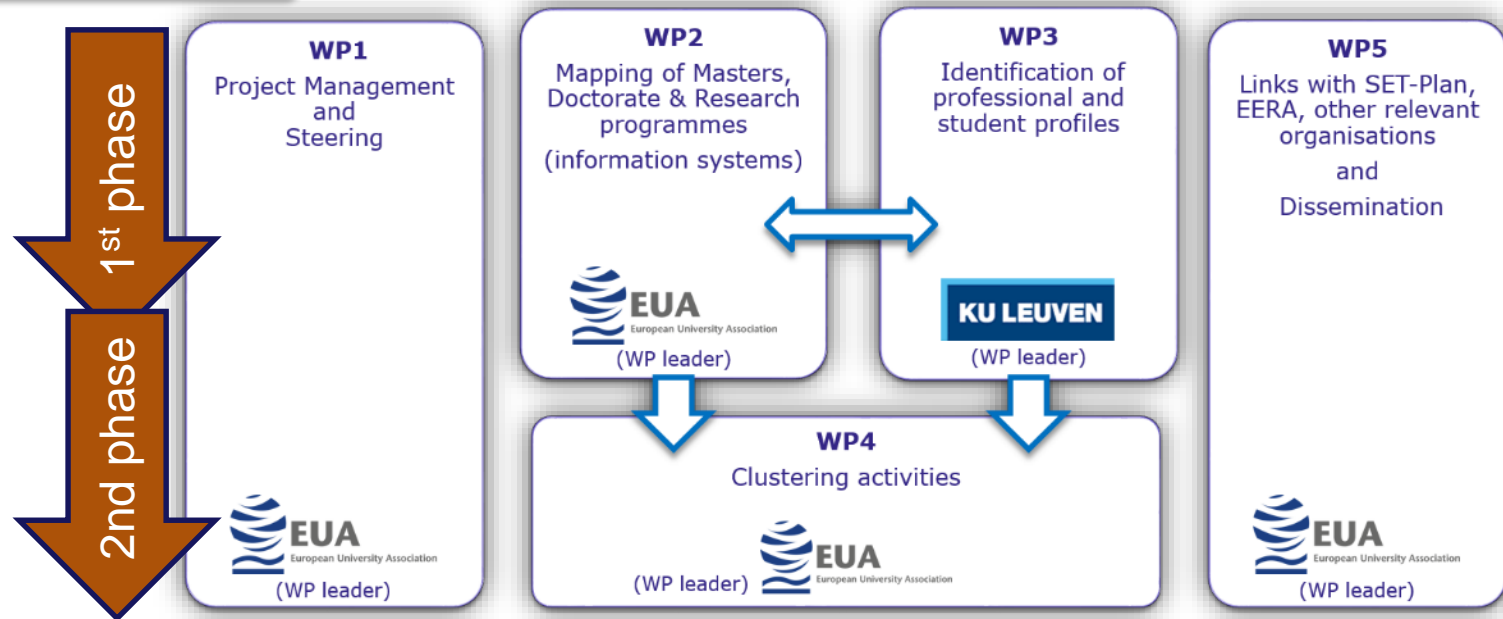 1st phase
2nd phase
WP1
Project Management
and
Steering
EUA
European University Association
(WP leader)
WP2
Mapping of Masters,
Doctorate & Research
programmes
(information systems)
EUA
European University Association
(WP leader)
WP3
Identification of
professional and
student profiles
KU LEUVEN
(WP leader)
WP4
Clustering activities
(WP leader)
EUA
European University Association
WP5
Links with SET-Plan,
EERA, other relevant
organisations
and
Dissemination
EUA
European University Association
(WP leader)